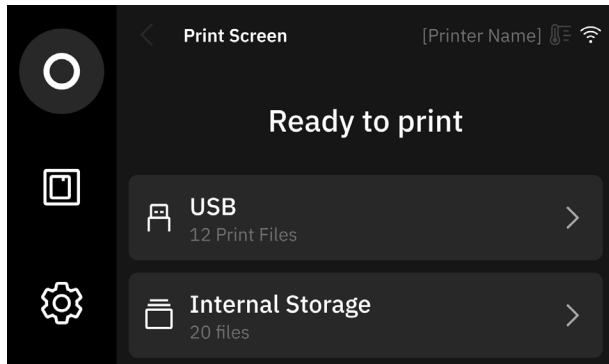 Print Screen [Printer Name]
Ready to print
USB
12 Print Files
Internal Storage
20 files